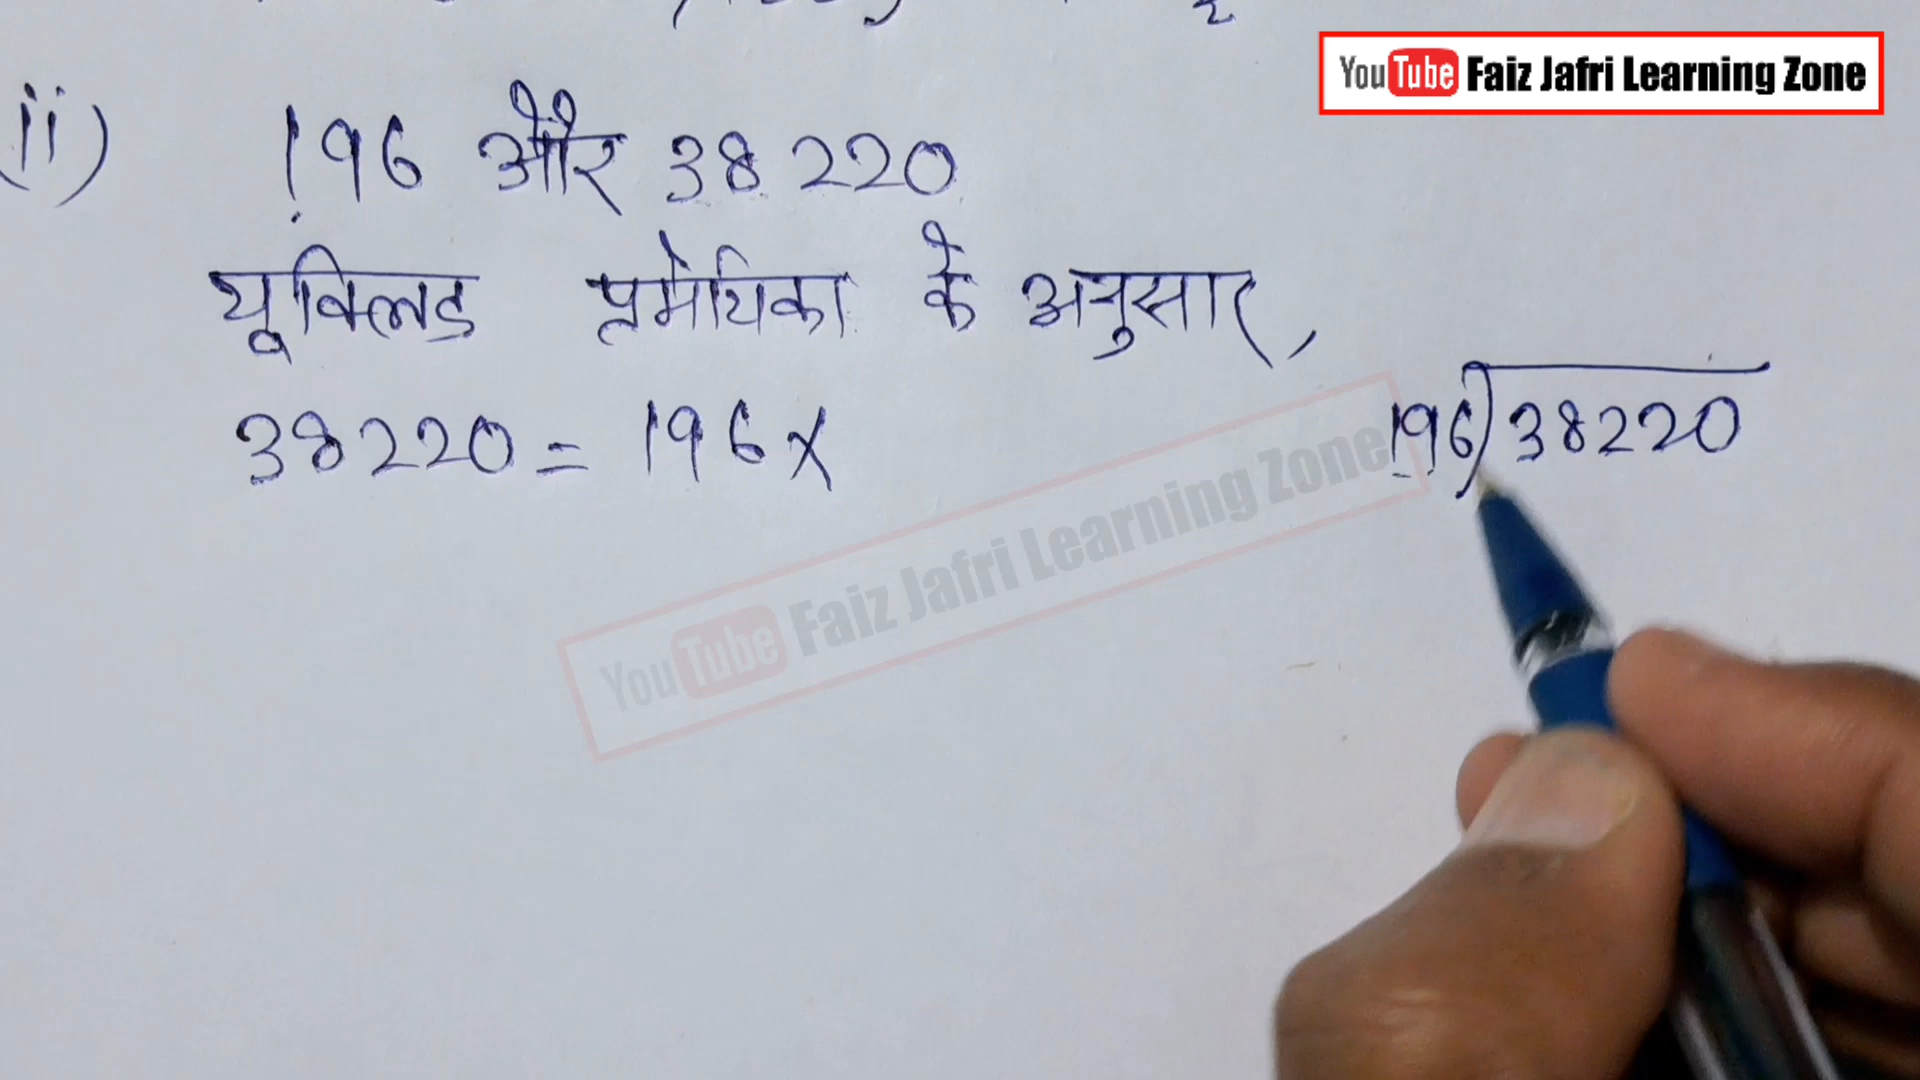 YouTube Faiz Jafri Learning Zone
(ii) 196 और 38220
यूक्लिड प्रमेयिका के अनुसार,
38220 = 196 ×
196)38220
YouTube Faiz Jafri Learning Zone